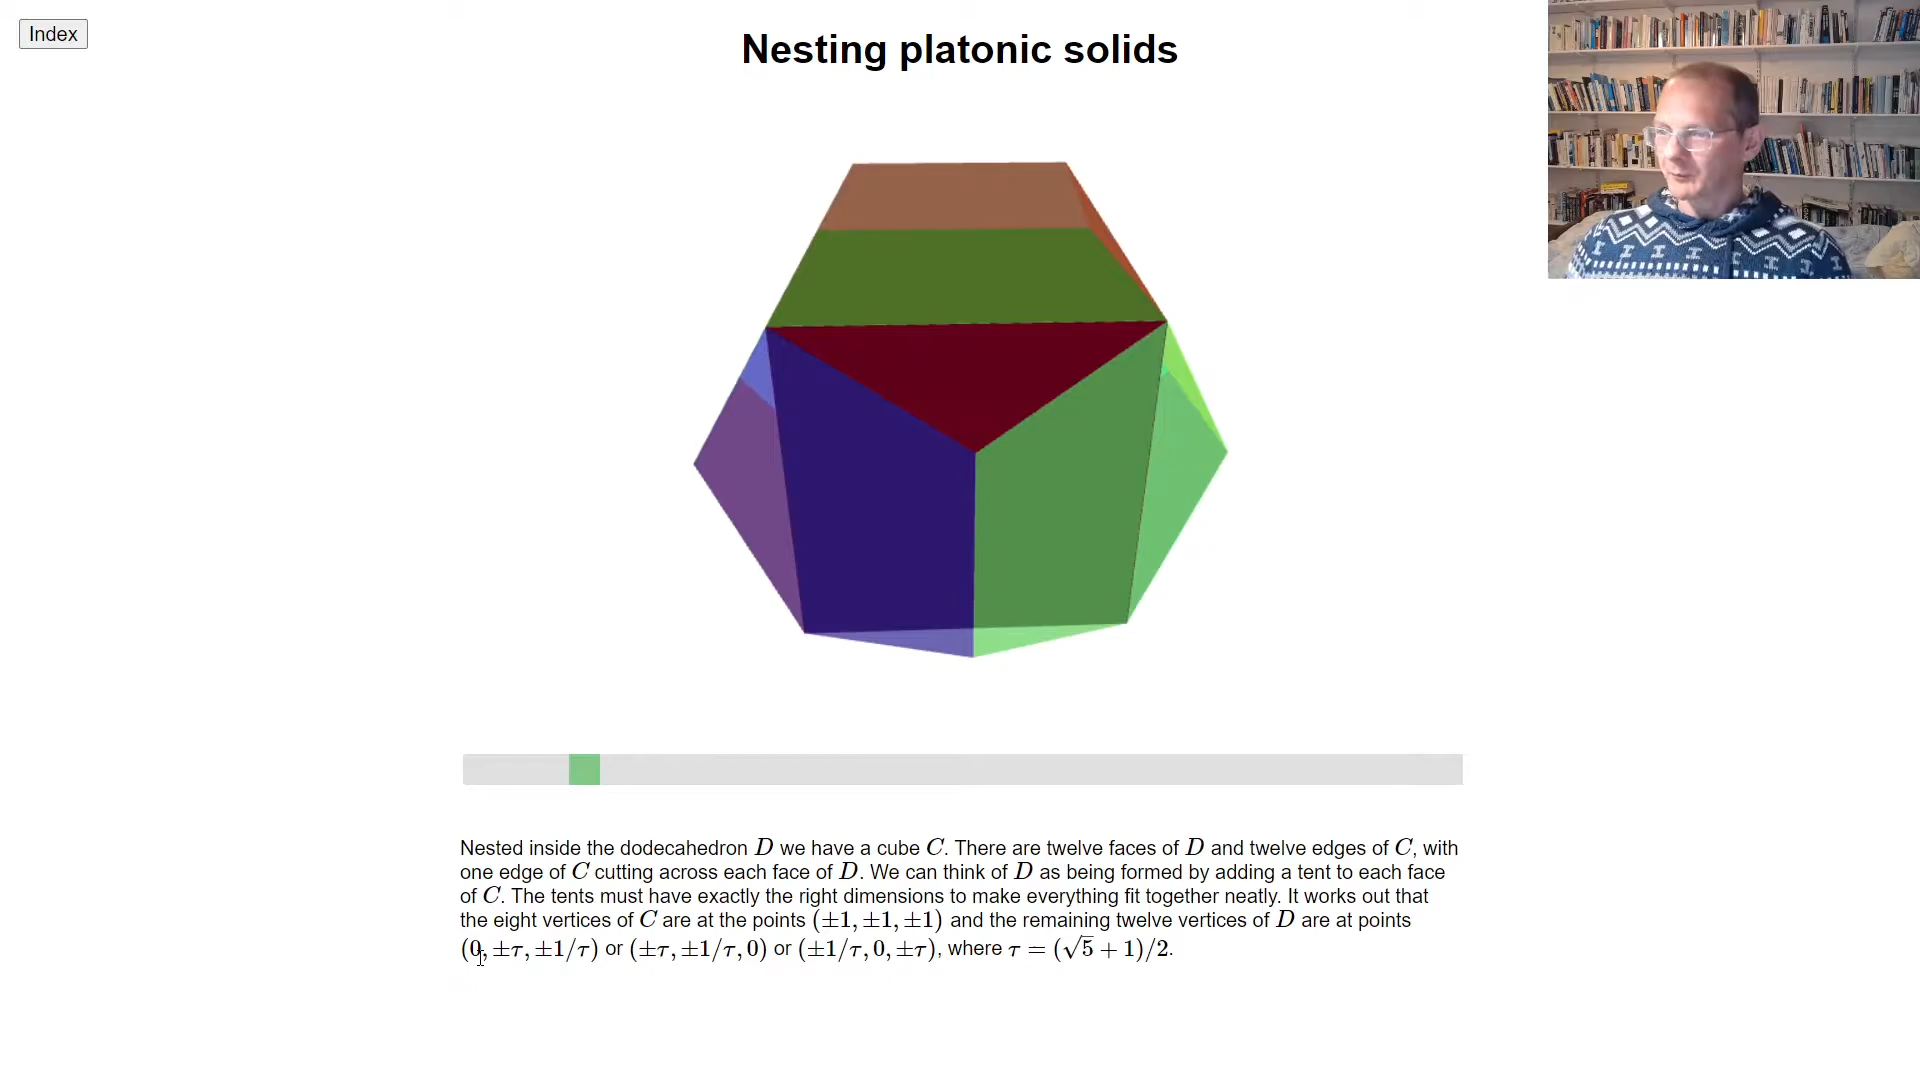 Index
Nesting platonic solids
Nested inside the dodecahedron D we have a cube C. There are twelve faces of D and twelve edges of C, with
one edge of C cutting across each face of D. We can think of D as being formed by adding a tent to each face
of C. The tents must have exactly the right dimensions to make everything fit together neatly. It works out that
the eight vertices of C are at the points (±1, ±1, ±1) and the remaining twelve vertices of D are at points
(0, ±τ, ±1/τ) or (±τ, ±1/τ, 0) or (±1/τ, 0, ±τ), where τ = (√5 + 1)/2.